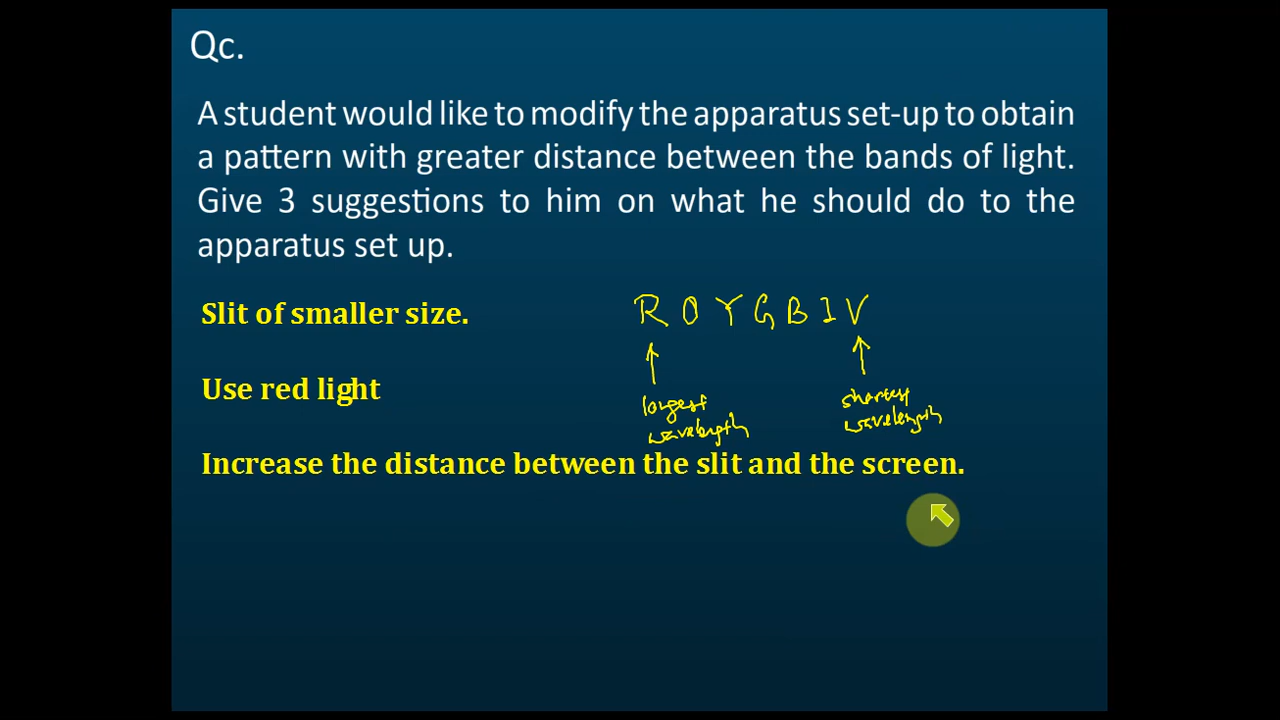 Qc.
A student would like to modify the apparatus set-up to obtain
a pattern with greater distance between the bands of light.
Give 3 suggestions to him on what he should do to the
apparatus set up.
Slit of smaller size.
R O Y G B I V
Use red light
longest
wavelength
shortest
wavelength
Increase the distance between the slit and the screen.